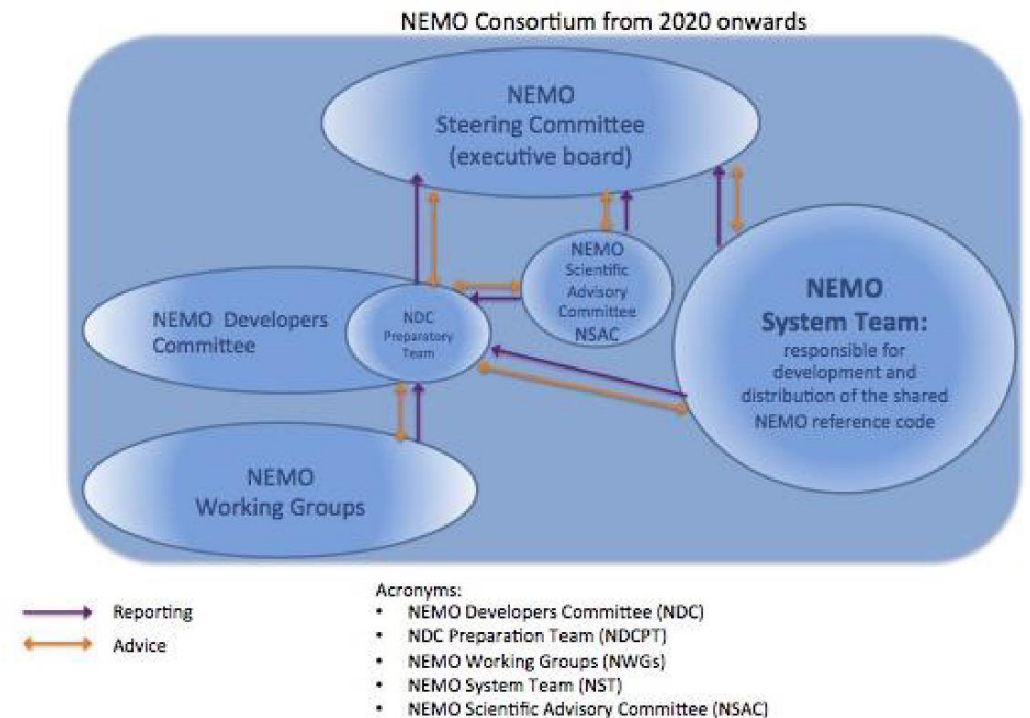 NEMO Consortium from 2020 onwards
NEMO
Steering Committee
(executive board)
NEMO
Scientific
Advisory
Committee
NSAC
NEMO Developers
Committee
NDC
Preparatory
Team
NEMO
System Team:
responsible for
development and
distribution of the shared
NEMO reference code
NEMO
Working Groups
Reporting
Advice
Acronyms:
• NEMO Developers Committee (NDC)
• NDC Preparation Team (NDCPT)
• NEMO Working Groups (NWGs)
• NEMO System Team (NST)
• NEMO Scientific Advisory Committee (NSAC)